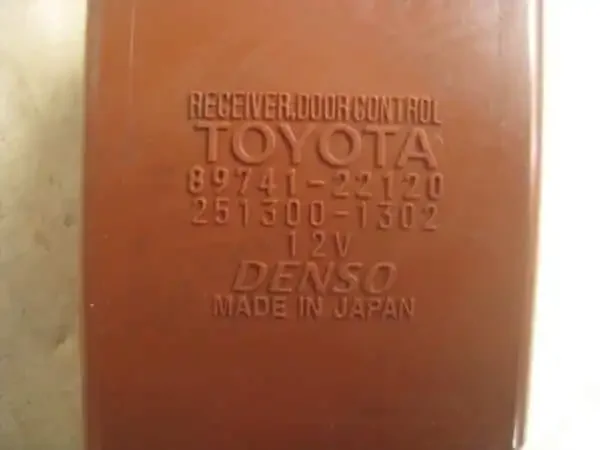 RECEIVER,DOOR CONTROL
TOYOTA
89741-22120
251300-1302
12V
DENSO
MADE IN JAPAN